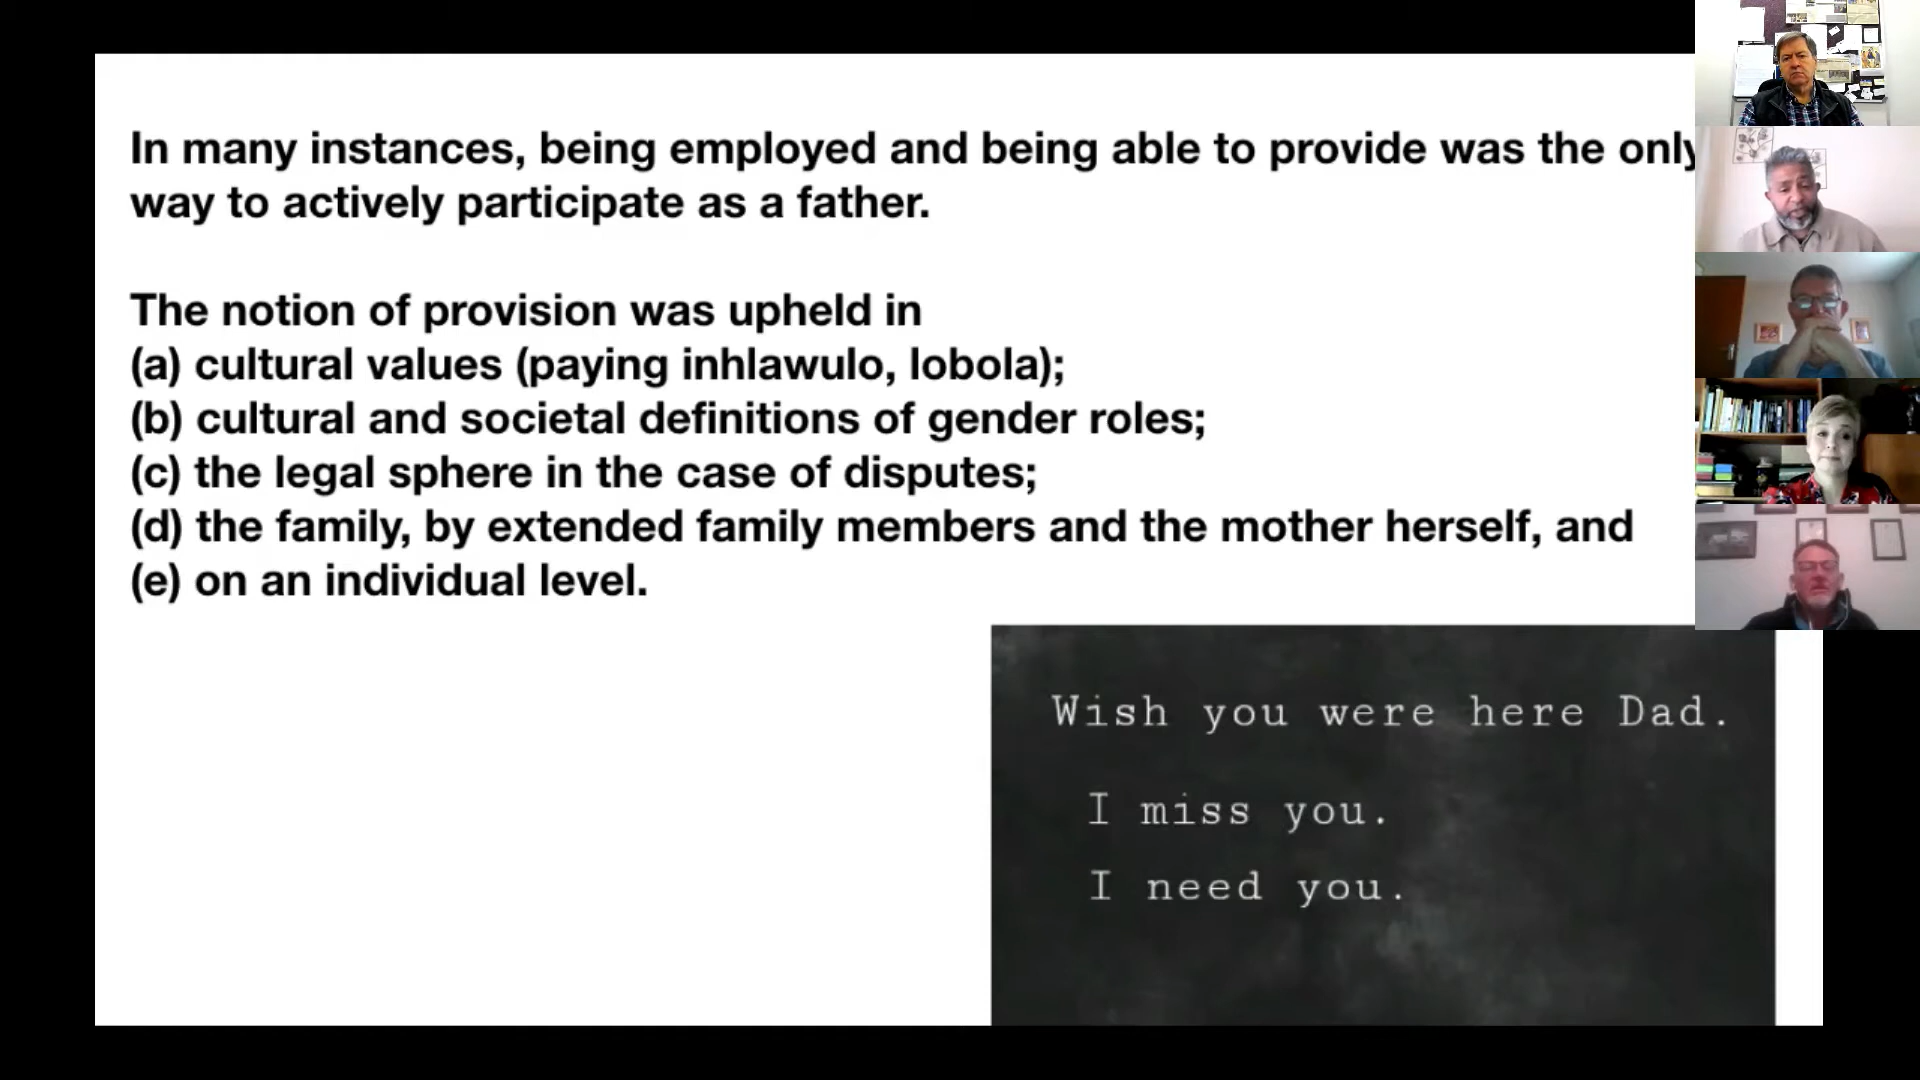 In many instances, being employed and being able to provide was the only
way to actively participate as a father.
The notion of provision was upheld in
(a) cultural values (paying inhlawulo, lobola);
(b) cultural and societal definitions of gender roles;
(c) the legal sphere in the case of disputes;
(d) the family, by extended family members and the mother herself, and
(e) on an individual level.
Wish you were here Dad.
I miss you.
I need you.